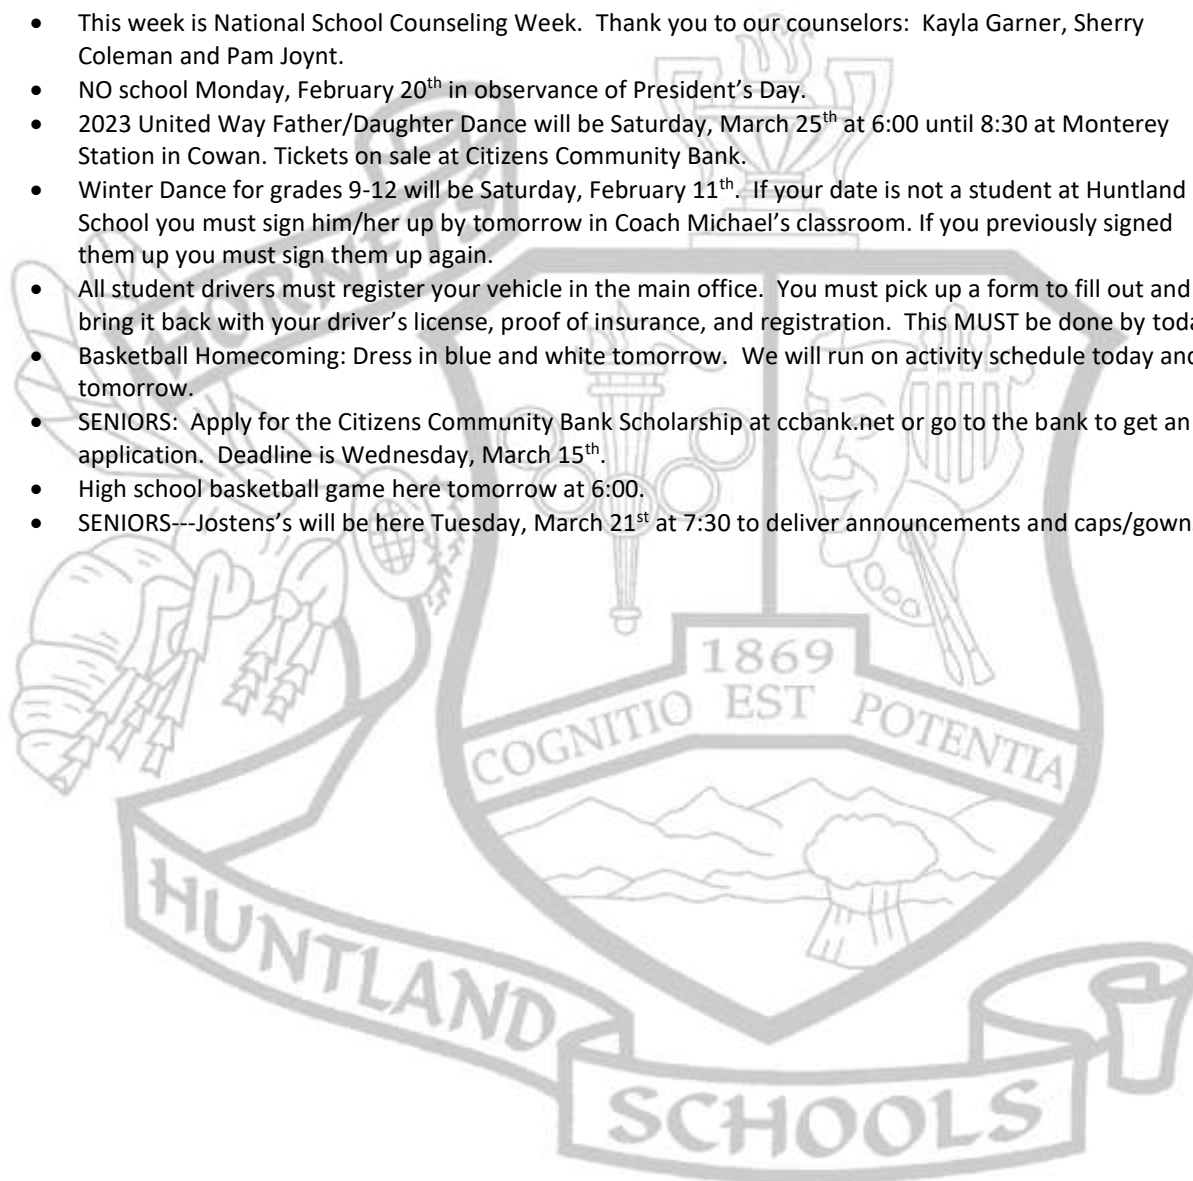 • This week is National School Counseling Week.  Thank you to our counselors:  Kayla Garner, Sherry
Coleman and Pam Joynt.
• NO school Monday, February 20th in observance of President’s Day.
• 2023 United Way Father/Daughter Dance will be Saturday, March 25th at 6:00 until 8:30 at Monterey
Station in Cowan. Tickets on sale at Citizens Community Bank.
• Winter Dance for grades 9-12 will be Saturday, February 11th.  If your date is not a student at Huntland
School you must sign him/her up by tomorrow in Coach Michael’s classroom. If you previously signed
them up you must sign them up again.
• All student drivers must register your vehicle in the main office.  You must pick up a form to fill out and
bring it back with your driver’s license, proof of insurance, and registration.  This MUST be done by
• Basketball Homecoming: Dress in blue and white tomorrow.  We will run on activity schedule today and
tomorrow.
• SENIORS:  Apply for the Citizens Community Bank Scholarship at ccbank.net or go to the bank to get an
application.  Deadline is Wednesday, March 15th.
• High school basketball game here tomorrow at 6:00.
• SENIORS---Jostens’s will be here Tuesday, March 21st at 7:30 to deliver announcements and caps/gown
HORNETS
1869
COGNITIO EST POTENTIA
HUNTLAND
SCHOOLS